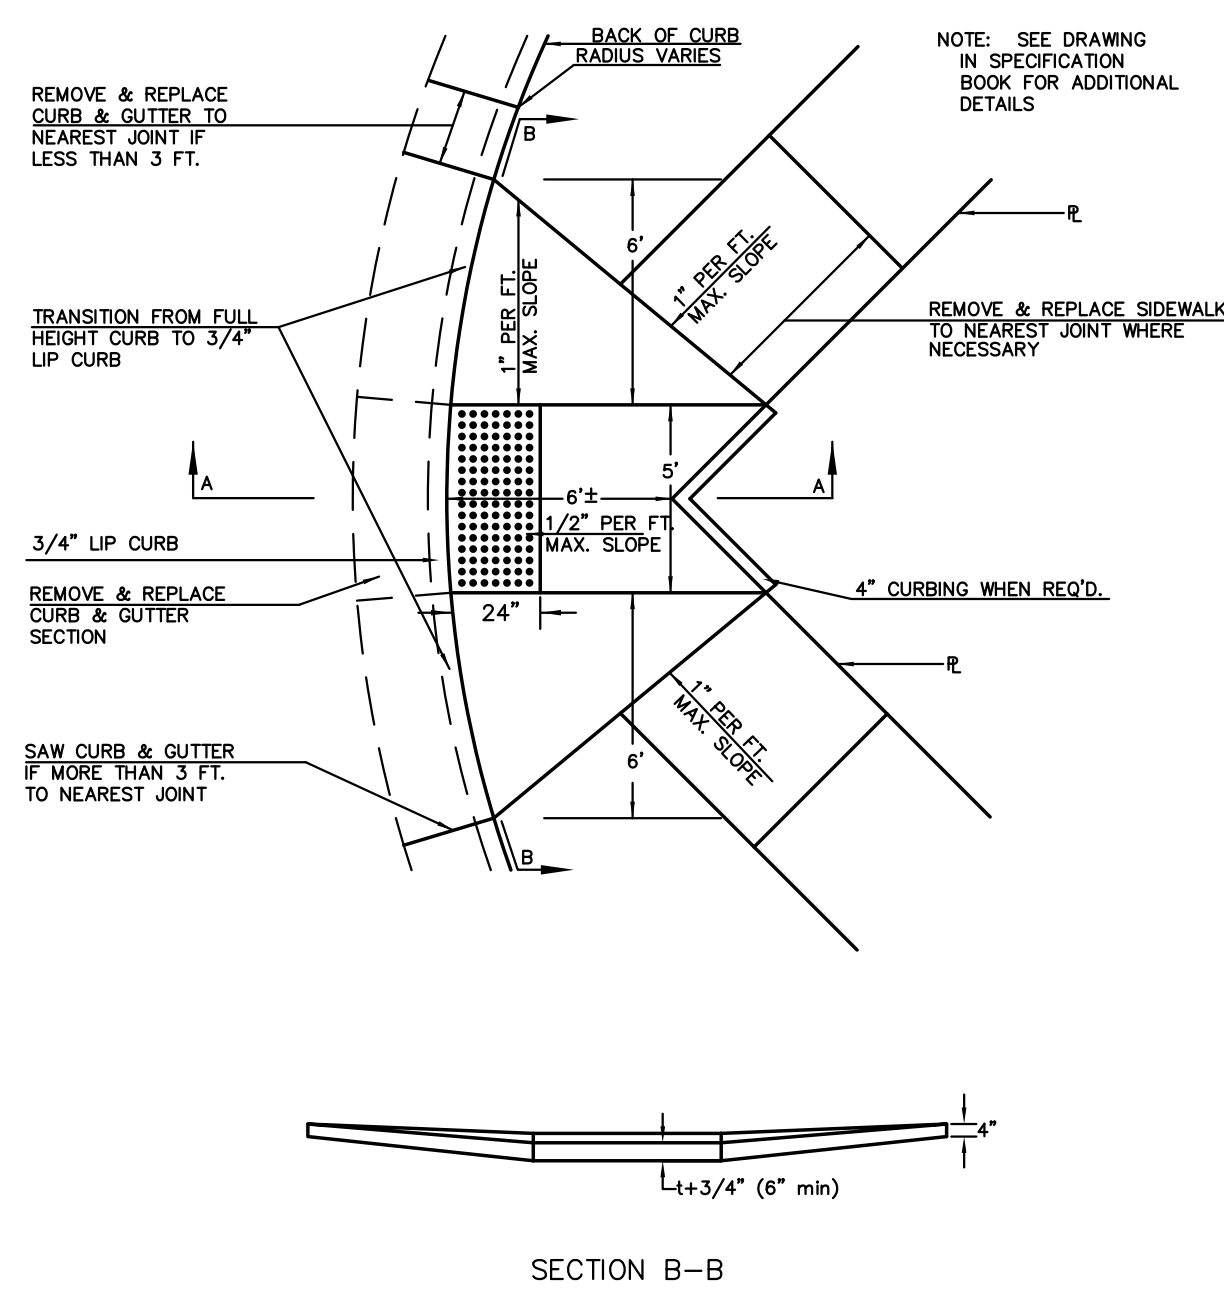 BACK OF CURB
RADIUS VARIES
NOTE: SEE DRAWING
IN SPECIFICATION
BOOK FOR ADDITIONAL
DETAILS
REMOVE & REPLACE
CURB & GUTTER TO
NEAREST JOINT IF
LESS THAN 3 FT.
B
PL
6'
1" PER FT.
MAX. SLOPE
1" PER FT.
MAX. SLOPE
REMOVE & REPLACE SIDEWALK
TO NEAREST JOINT WHERE
NECESSARY
TRANSITION FROM FULL
HEIGHT CURB TO 3/4"
LIP CURB
A
5'
A
6'±
1/2" PER FT.
MAX. SLOPE
3/4" LIP CURB
4" CURBING WHEN REQ'D.
REMOVE & REPLACE
CURB & GUTTER
SECTION
24"
PL
1" PER FT.
MAX. SLOPE
SAW CURB & GUTTER
IF MORE THAN 3 FT.
TO NEAREST JOINT
6'
B
4"
t+3/4" (6" min)
SECTION B-B